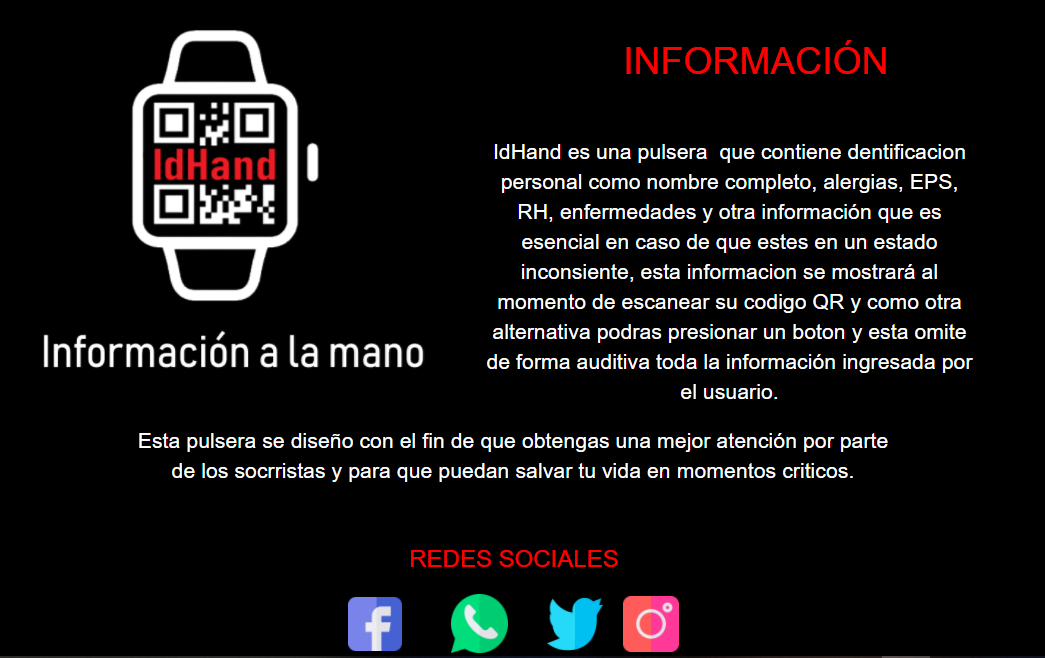 IdHand
Información a la mano
INFORMACIÓN
IdHand es una pulsera  que contiene dentificacion
personal como nombre completo, alergias, EPS,
RH, enfermedades y otra información que es
esencial en caso de que estes en un estado
inconsiente, esta informacion se mostrará al
momento de escanear su codigo QR y como otra
alternativa podras presionar un boton y esta omite
de forma auditiva toda la información ingresada por
el usuario.
Esta pulsera se diseño con el fin de que obtengas una mejor atención por parte
de los socrristas y para que puedan salvar tu vida en momentos criticos.
REDES SOCIALES